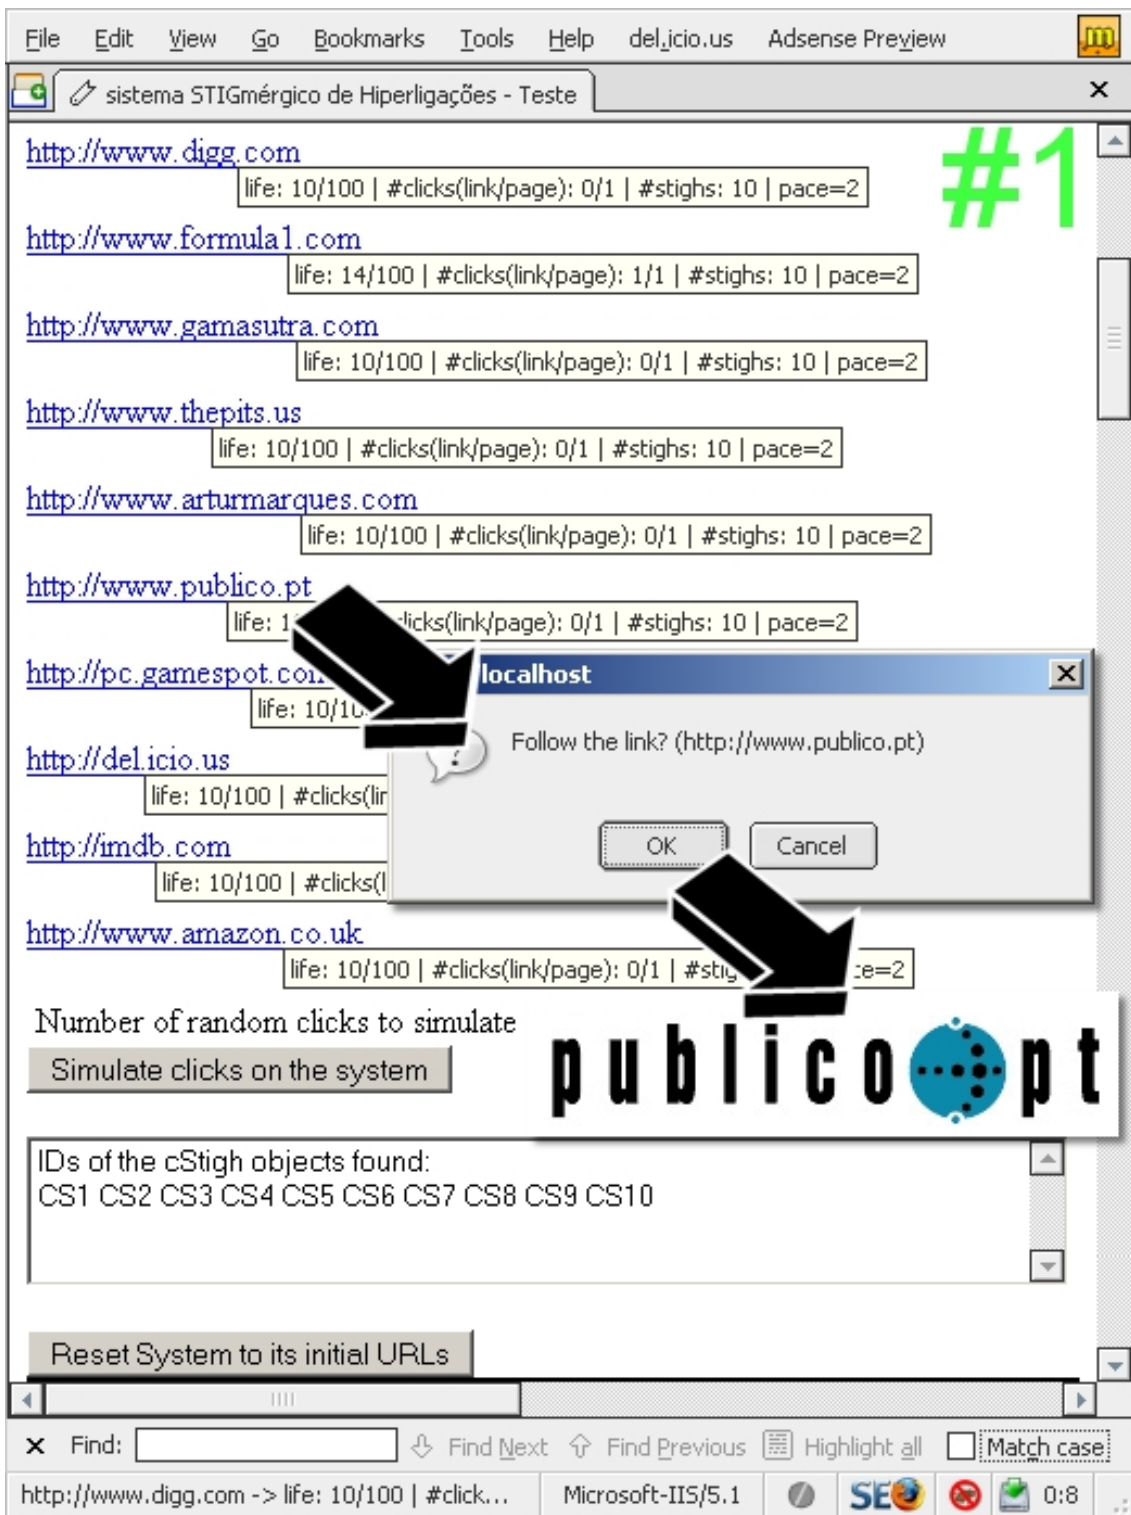 File Edit View Go Bookmarks Tools Help del.icio.us Adsense Preview
sistema STIGmérgico de Hiperligações - Teste
#1
http://www.digg.com
life: 10/100 | #clicks(link/page): 0/1 | #stighs: 10 | pace=2
http://www.formula1.com
life: 14/100 | #clicks(link/page): 1/1 | #stighs: 10 | pace=2
http://www.gamasutra.com
life: 10/100 | #clicks(link/page): 0/1 | #stighs: 10 | pace=2
http://www.thepits.us
life: 10/100 | #clicks(link/page): 0/1 | #stighs: 10 | pace=2
http://www.arturmarques.com
life: 10/100 | #clicks(link/page): 0/1 | #stighs: 10 | pace=2
http://www.publico.pt
life: clicks(link/page): 0/1 | #stighs: 10 | pace=2
http://pc.gamespot.com
life: 10/10
localhost
Follow the link? (http://www.publico.pt)
OK Cancel
http://del.icio.us
life: 10/100 | #clicks(
http://imdb.com
life: 10/100 | #clicks(
http://www.amazon.co.uk
life: 10/100 | #clicks(link/page): 0/1 | #stig e=2
Number of random clicks to simulate
Simulate clicks on the system
publico pt
IDs of the cStigh objects found:
CS1 CS2 CS3 CS4 CS5 CS6 CS7 CS8 CS9 CS10
Reset System to its initial URLs
Find: Find Next Find Previous Highlight all Match case
http://www.digg.com -> life: 10/100 | #click... Microsoft-IIS/5.1 SEO 0:8